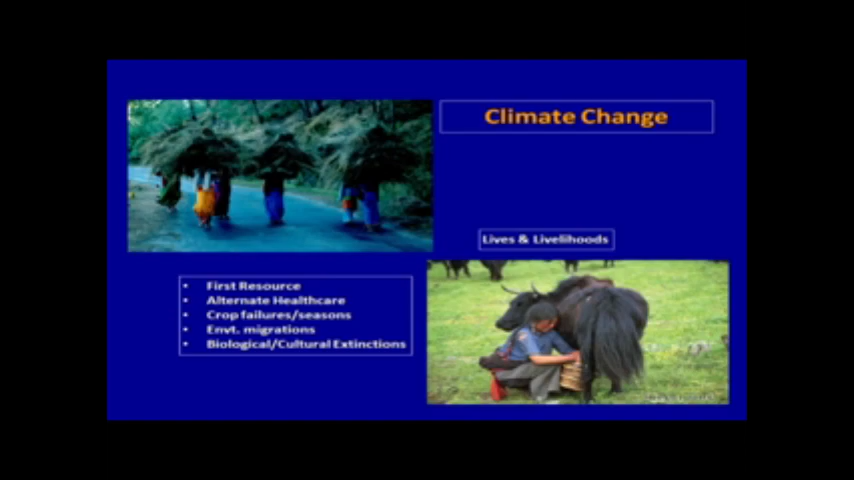 Climate Change
Lives & Livelihoods
• First Resource
• Alternate Healthcare
• Crop failures/seasons
• Envt. migrations
• Biological/Cultural Extinctions